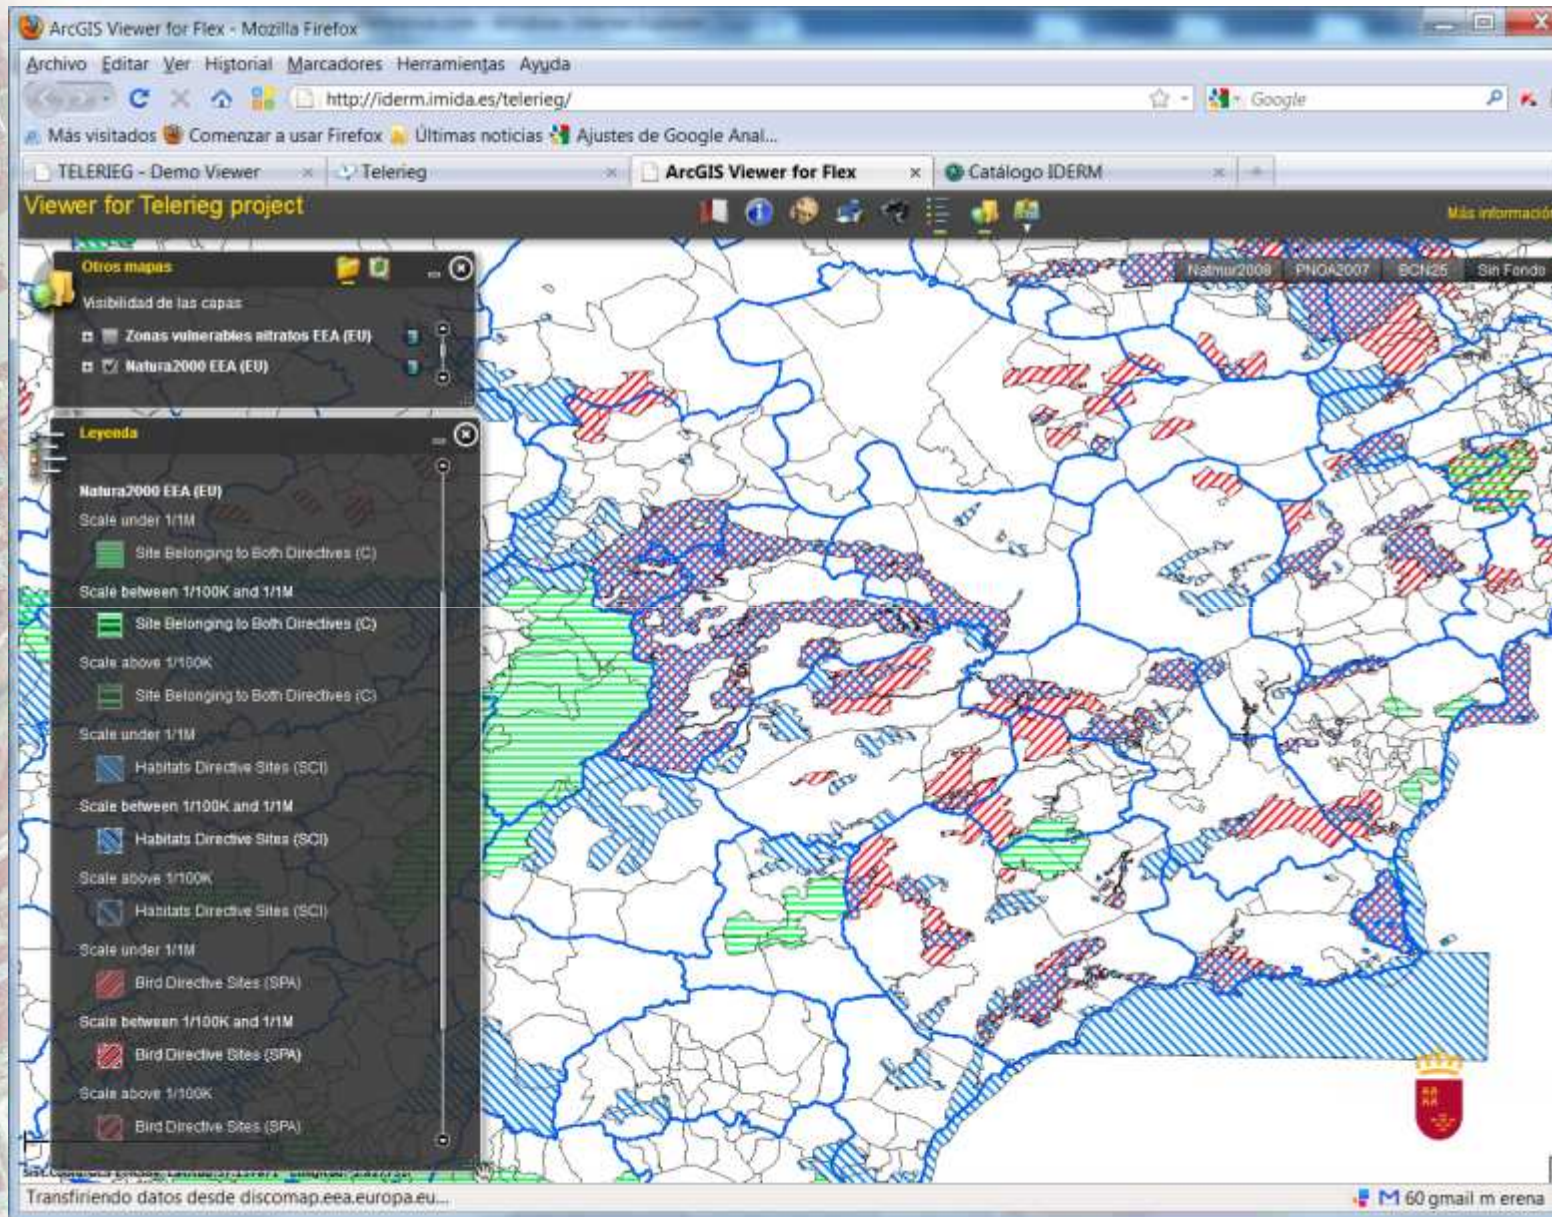 ArcGIS Viewer for Flex - Mozilla Firefox
Archivo Editar Ver Historial Marcadores Herramientas Ayuda
http://iderm.imida.es/telerieg/
Google
Más visitados Comenzar a usar Firefox Últimas noticias Ajustes de Google Anal...
TELERIEG - Demo Viewer
Telerieg
ArcGIS Viewer for Flex
Catálogo IDERM
Viewer for Telerieg project
Más información
Natmur2008 PNOA2007 BCN25 Sin Fondo
Otros mapas
Visibilidad de las capas
Zonas vulnerables nitratos EEA (EU)
Natura2000 EEA (EU)
Leyenda
Natura2000 EEA (EU)
Scale under 1/1M
Site Belonging to Both Directives (C)
Scale between 1/100K and 1/1M
Site Belonging to Both Directives (C)
Scale above 1/100K
Site Belonging to Both Directives (C)
Scale under 1/1M
Habitats Directive Sites (SCI)
Scale between 1/100K and 1/1M
Habitats Directive Sites (SCI)
Scale above 1/100K
Habitats Directive Sites (SCI)
Scale under 1/1M
Bird Directive Sites (SPA)
Scale between 1/100K and 1/1M
Bird Directive Sites (SPA)
Scale above 1/100K
Bird Directive Sites (SPA)
Transfiriendo datos desde discomap.eea.europa.eu...
60 gmail m erena